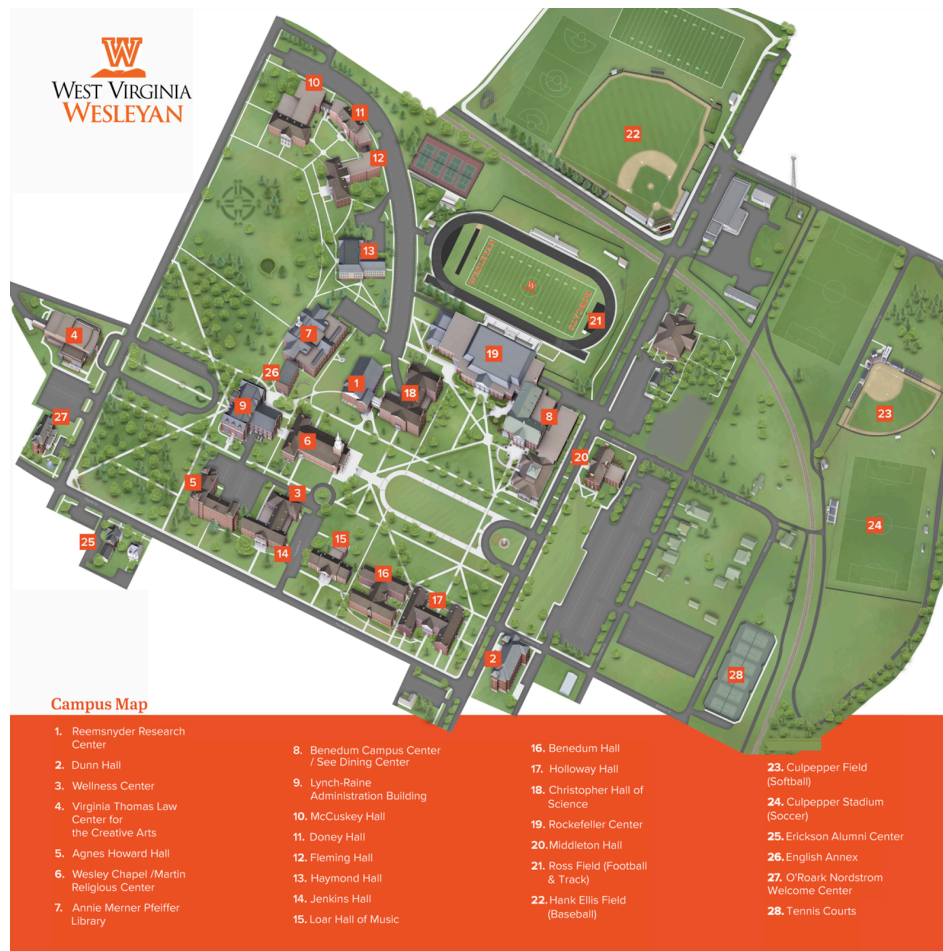 W
WEST VIRGINIA
WESLEYAN
10
11
12
22
13
21
4
7
19
26
1
18
23
27
9
8
6
20
5
3
24
25
14
15
16
17
2
28
W
Campus Map
1. Reemsnyder Research
Center
2. Dunn Hall
3. Wellness Center
4. Virginia Thomas Law
Center for
the Creative Arts
5. Agnes Howard Hall
6. Wesley Chapel /Martin
Religious Center
7. Annie Merner Pfeiffer
Library
8. Benedum Campus Center
/ See Dining Center
9. Lynch-Raine
Administration Building
10. McCuskey Hall
11. Doney Hall
12. Fleming Hall
13. Haymond Hall
14. Jenkins Hall
15. Loar Hall of Music
16. Benedum Hall
17. Holloway Hall
18. Christopher Hall of
Science
19. Rockefeller Center
20. Middleton Hall
21. Ross Field (Football
& Track)
22. Hank Ellis Field
(Baseball)
23. Culpepper Field
(Softball)
24. Culpepper Stadium
(Soccer)
25. Erickson Alumni Center
26. English Annex
27. O'Roark Nordstrom
Welcome Center
28. Tennis Courts